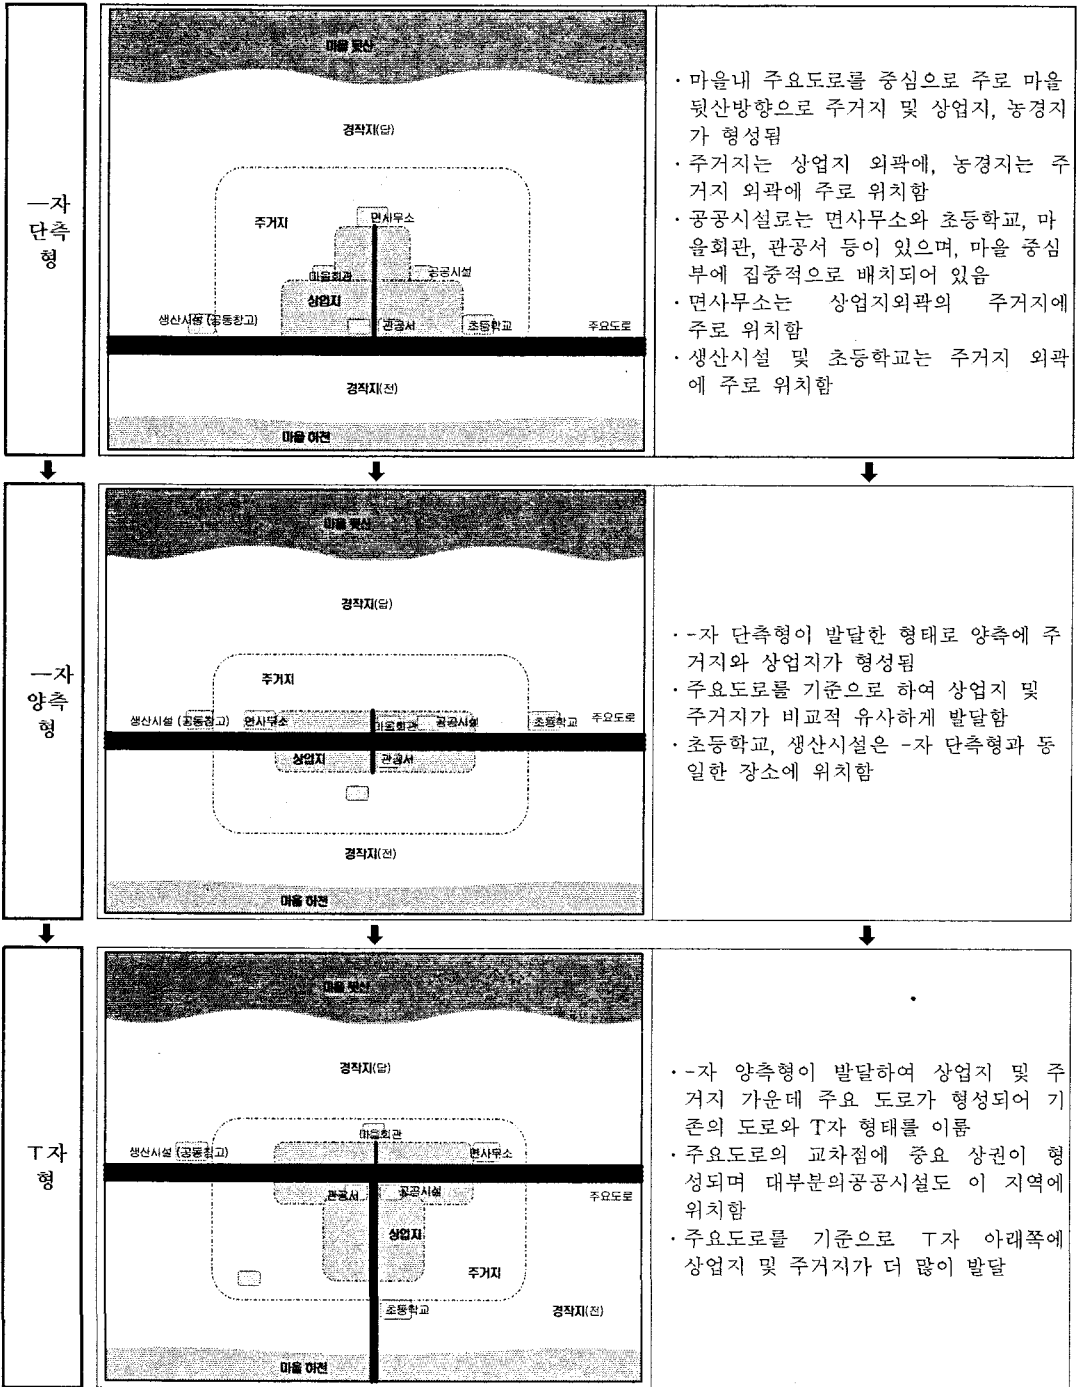 一자
단측
형
마을 뒷산
경작지(답)
주거지
면사무소
마을회관
공공시설
상업지
생산시설 (공동창고)
관공서
초등학교
주요도로
경작지(전)
마을 하천
· 마을내 주요도로를 중심으로 주로 마을
뒷산방향으로 주거지 및 상업지, 농경지
가 형성됨
· 주거지는 상업지 외곽에, 농경지는 주
거지 외곽에 주로 위치함
· 공공시설로는 면사무소와 초등학교, 마
을회관, 관공서 등이 있으며, 마을 중심
부에 집중적으로 배치되어 있음
· 면사무소는 상업지외곽의 주거지에
주로 위치함
· 생산시설 및 초등학교는 주거지 외곽
에 주로 위치함
一자
양측
형
마을 뒷산
경작지(답)
주거지
생산시설 (공동창고)
면사무소
마을회관
공공시설
초등학교
주요도로
상업지
관공서
경작지(전)
마을 하천
· -자 단측형이 발달한 형태로 양측에 주
거지와 상업지가 형성됨
· 주요도로를 기준으로 하여 상업지 및
주거지가 비교적 유사하게 발달함
· 초등학교, 생산시설은 -자 단측형과 동
일한 장소에 위치함
T자
형
마을 뒷산
경작지(답)
마을회관
생산시설 (공동창고)
면사무소
관공서
공공시설
주요도로
상업지
주거지
초등학교
경작지(전)
마을 하천
· -자 양측형이 발달하여 상업지 및 주
거지 가운데 주요 도로가 형성되어 기
존의 도로와 T자 형태를 이룸
· 주요도로의 교차점에 중요 상권이 형
성되며 대부분의공공시설도 이 지역에
위치함
· 주요도로를 기준으로 T자 아래쪽에
상업지 및 주거지가 더 많이 발달